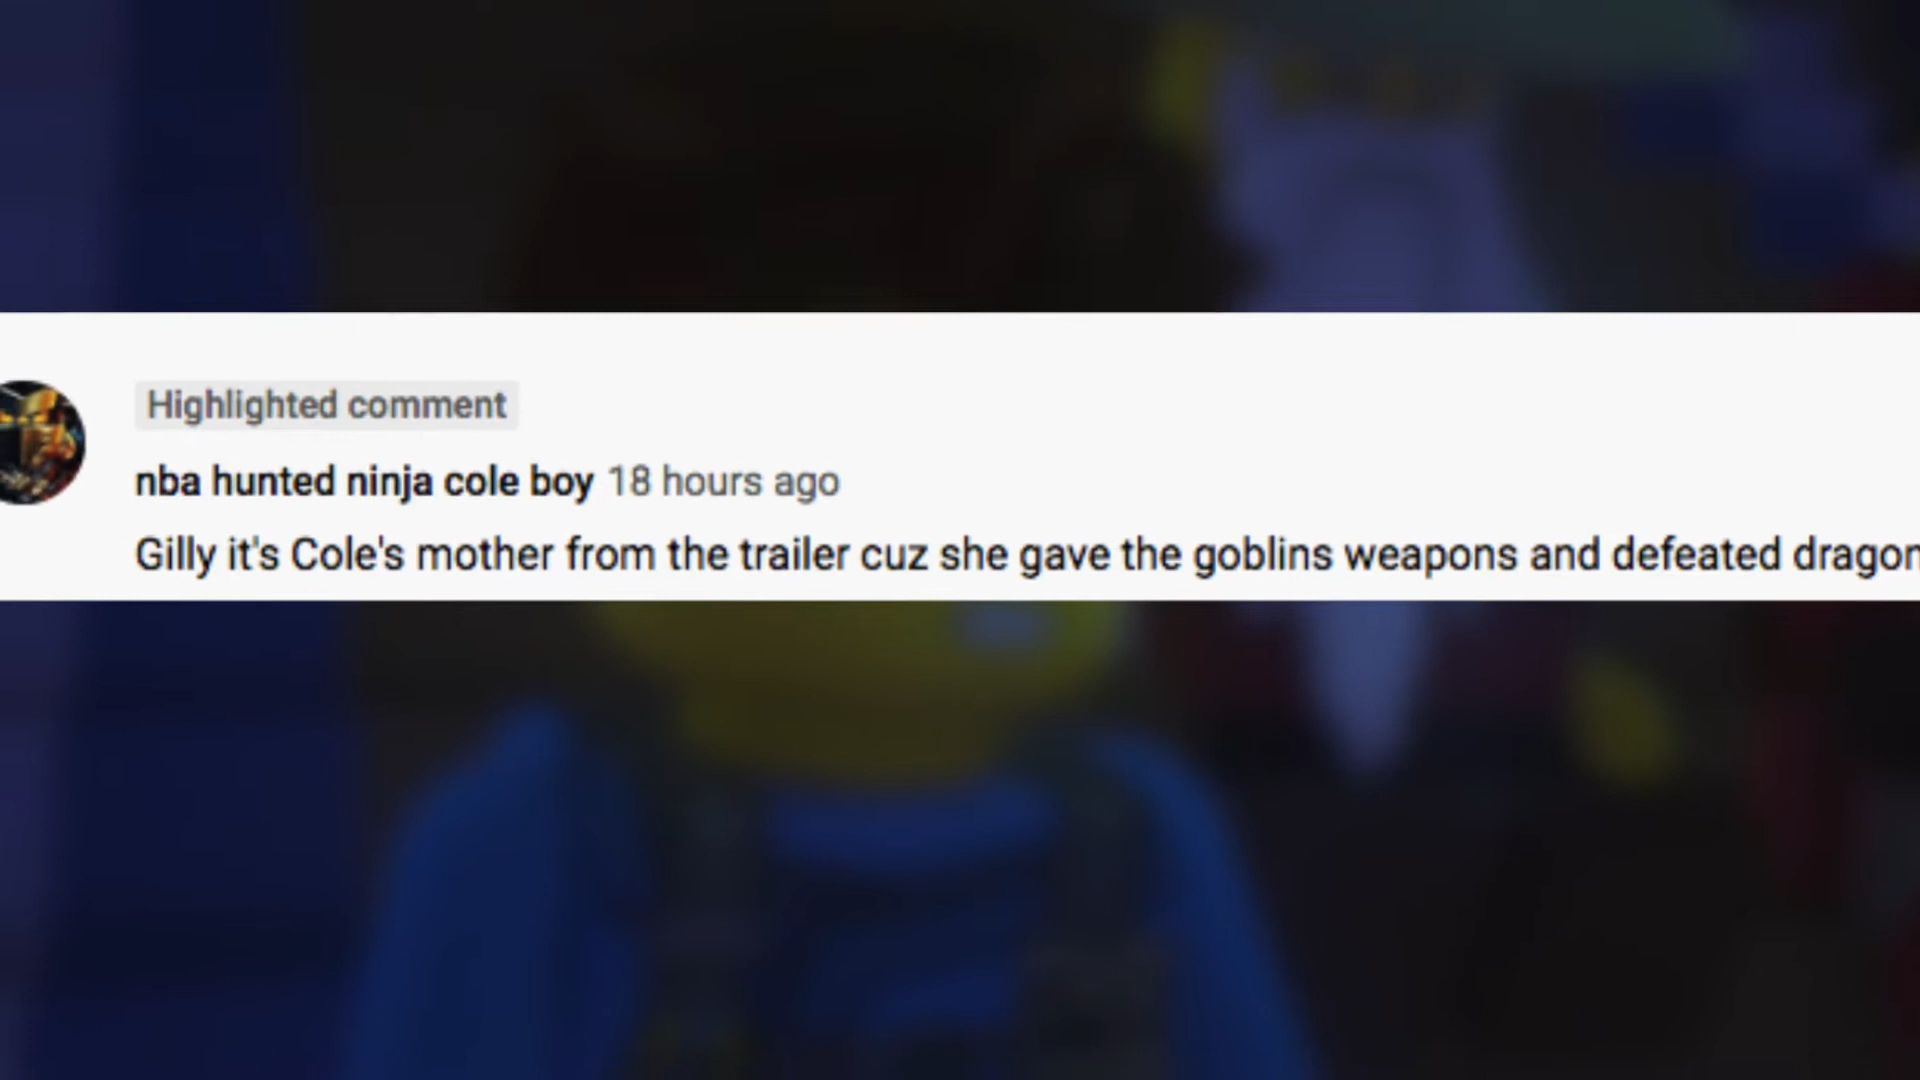 Highlighted comment
nba hunted ninja cole boy 18 hours ago
Gilly it's Cole's mother from the trailer cuz she gave the goblins weapons and defeated dragon